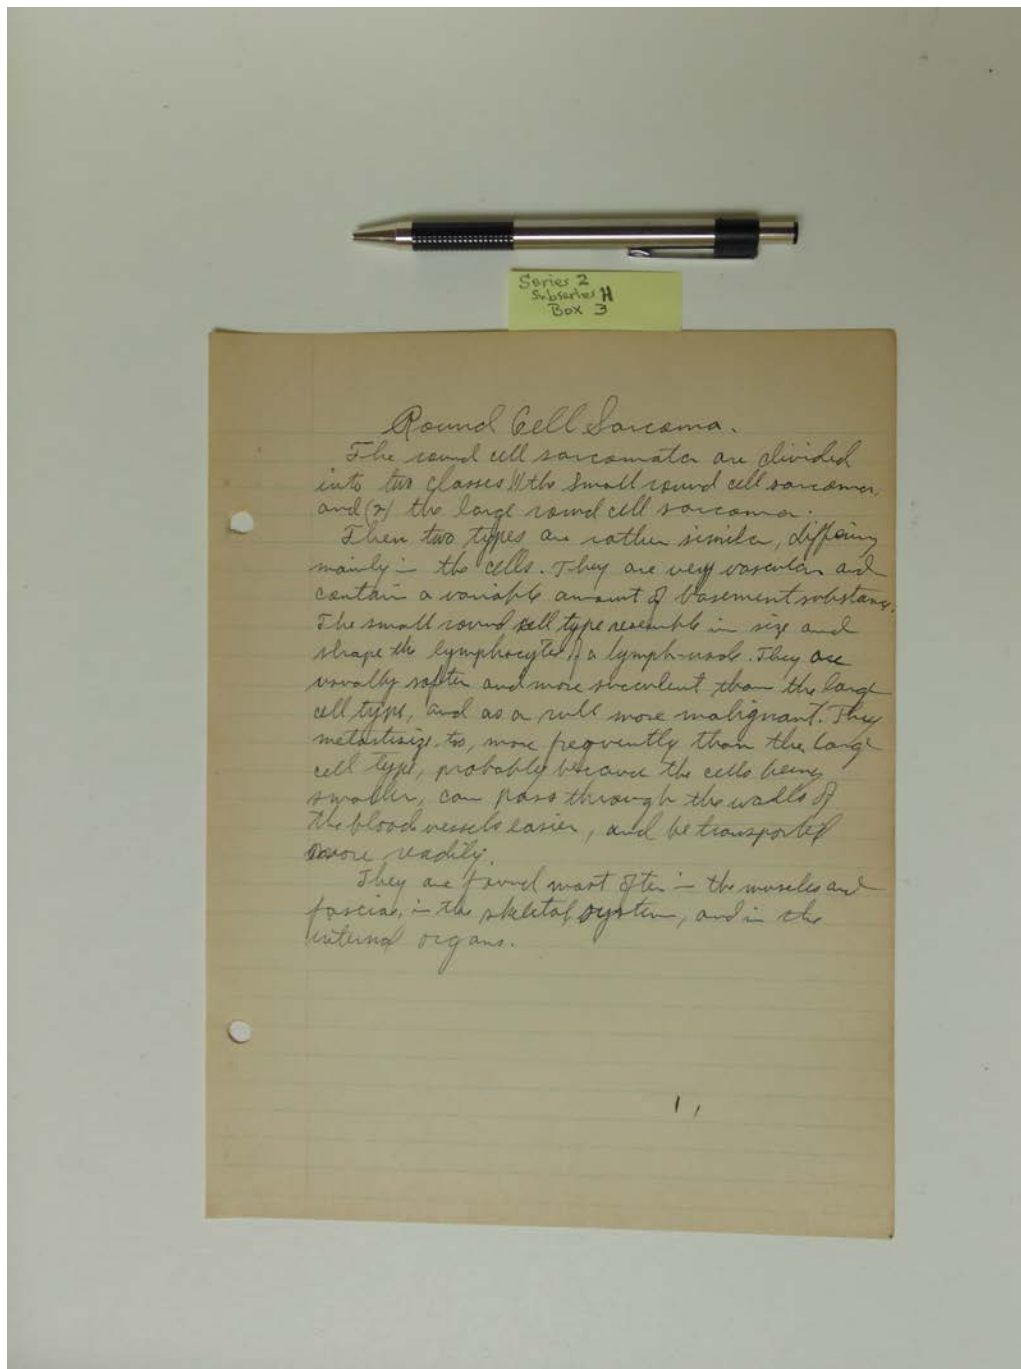 Series 2
Subseries H
Box 3
Round Cell Sarcoma.
The round cell sarcomata are divided
into two classes (1) the small round cell sarcoma,
and (2) the large round cell sarcoma.
These two types are rather similar, differing
mainly in the cells. They are very vascular and
contain a variable amount of basement substance.
The small round cell type resemble in size and
shape the lymphocytes of a lymph-node. They are
usually softer and more succulent than the large
cell type, and as a rule more malignant. They
metastisize, too, more frequently than the large
cell type, probably because the cells being
smaller, can pass through the walls of
the blood vessels easier, and be transported
more readily.
They are found most often in the muscles and
fasciae, in the skeletal system, and in the
internal organs.